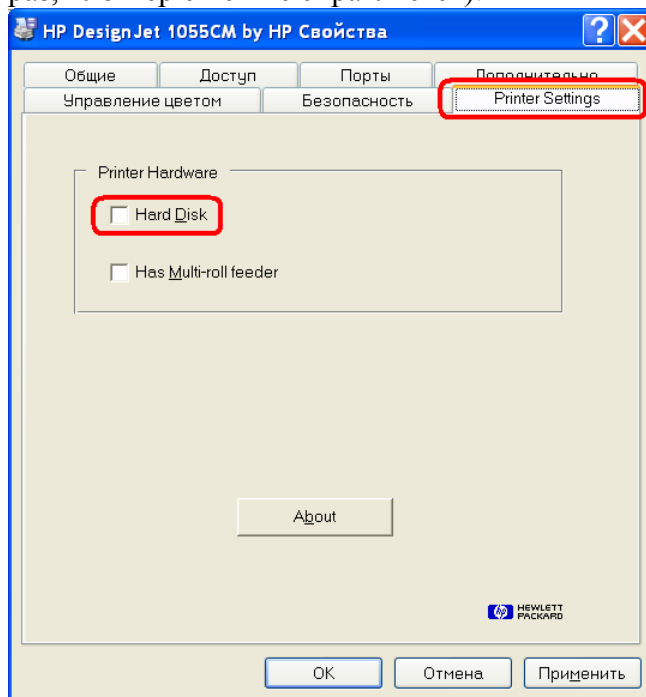 HP DesignJet 1055CM by HP Свойства
Общие Доступ Порты Дополнительно
Управление цветом Безопасность Printer Settings
Printer Hardware
Hard Disk
Has Multi-roll feeder
About
HEWLETT
PACKARD
OK Отмена Применить